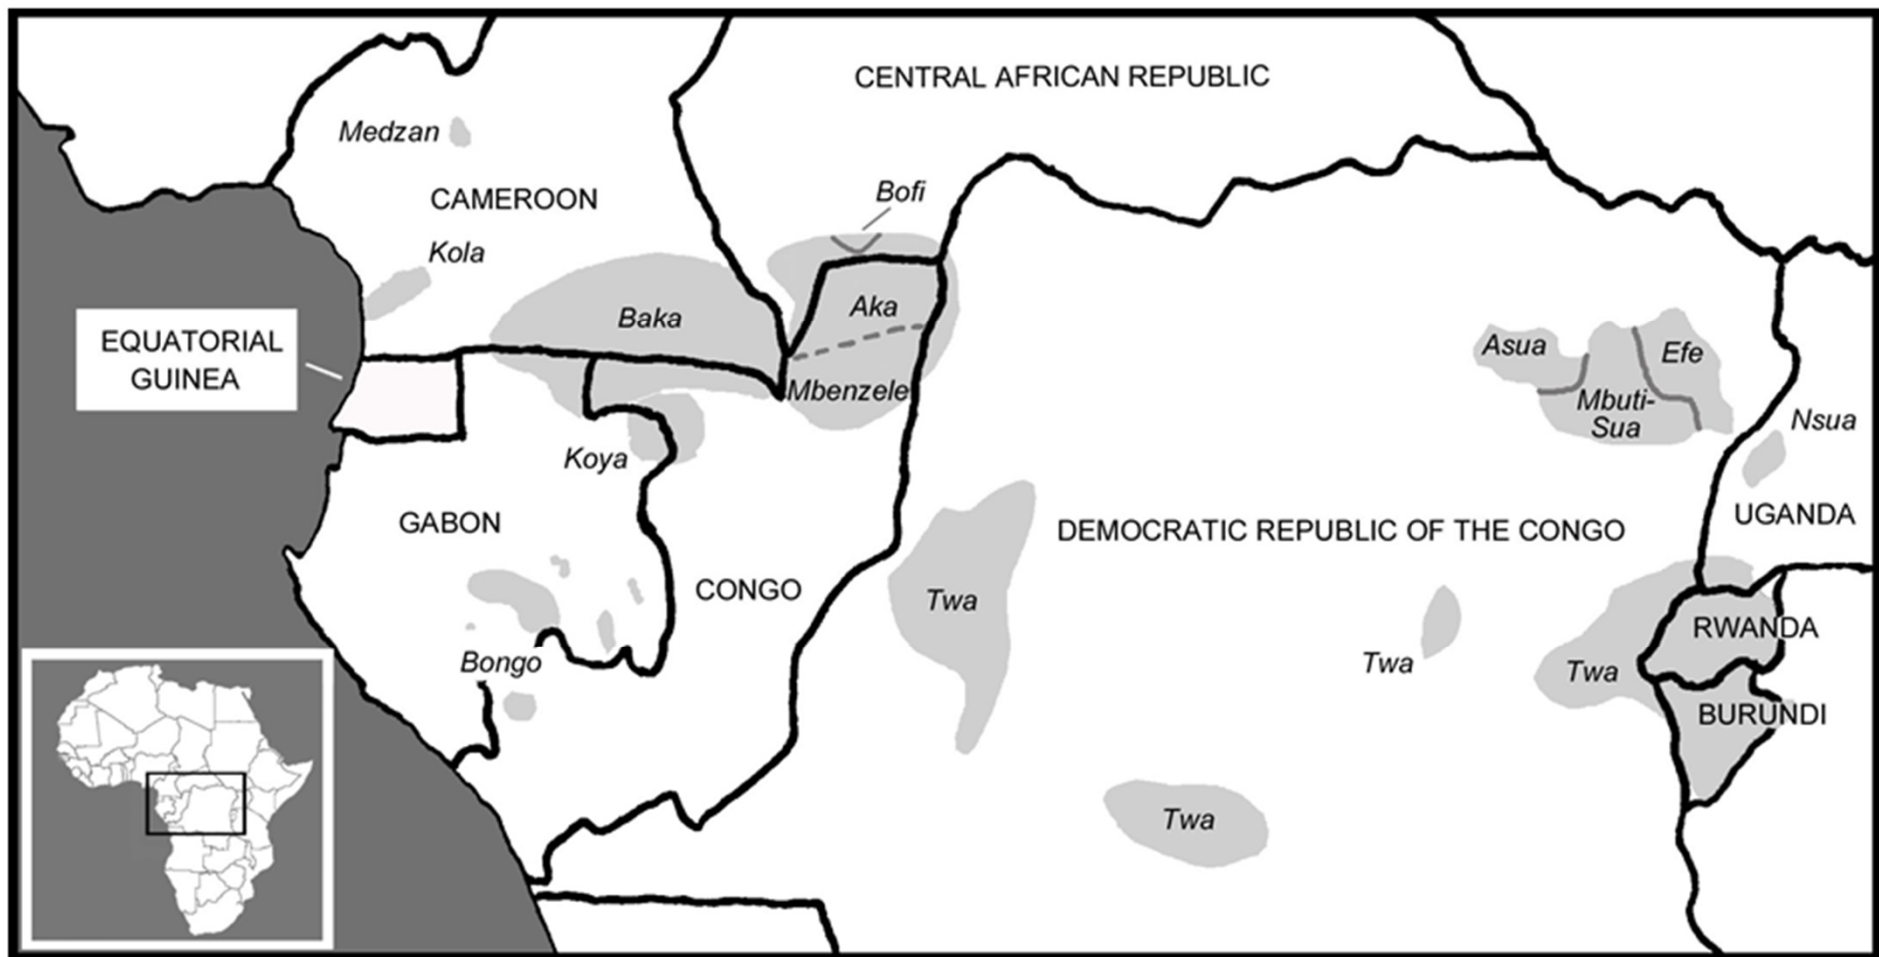 CENTRAL AFRICAN REPUBLIC
Medzan
CAMEROON
Bofi
Kola
Baka
Aka
EQUATORIAL
GUINEA
Asua
Efe
Mbenzele
Mbuti-
Sua
Nsua
Koya
GABON
UGANDA
DEMOCRATIC REPUBLIC OF THE CONGO
CONGO
Twa
RWANDA
Bongo
Twa
Twa
BURUNDI
Twa